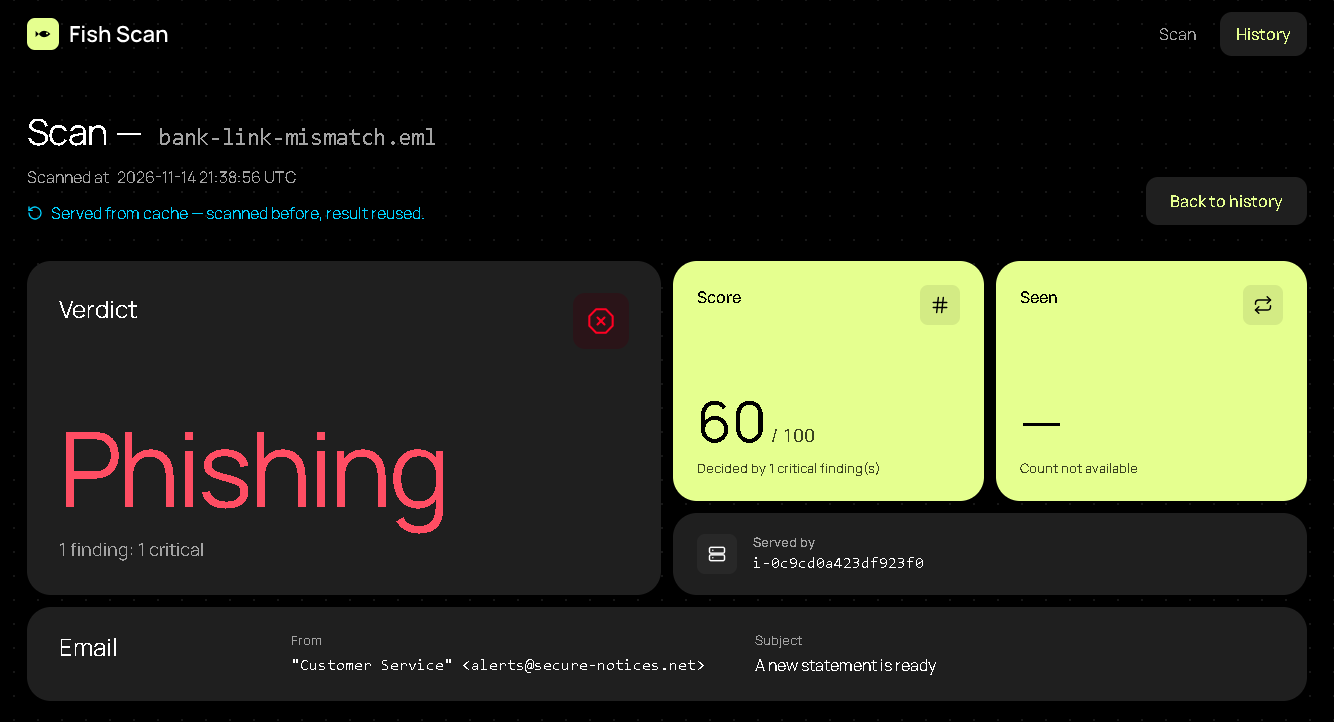 Fish Scan
Scan
History
Scan — bank-link-mismatch.eml
Scanned at 2026-11-14 21:38:56 UTC
Served from cache — scanned before, result reused.
Back to history
Verdict
Phishing
1 finding: 1 critical
Score
#
60 / 100
Decided by 1 critical finding(s)
Seen
—
Count not available
Served by
i-0c9cd0a423df923f0
Email
From
"Customer Service" <alerts@secure-notices.net>
Subject
A new statement is ready